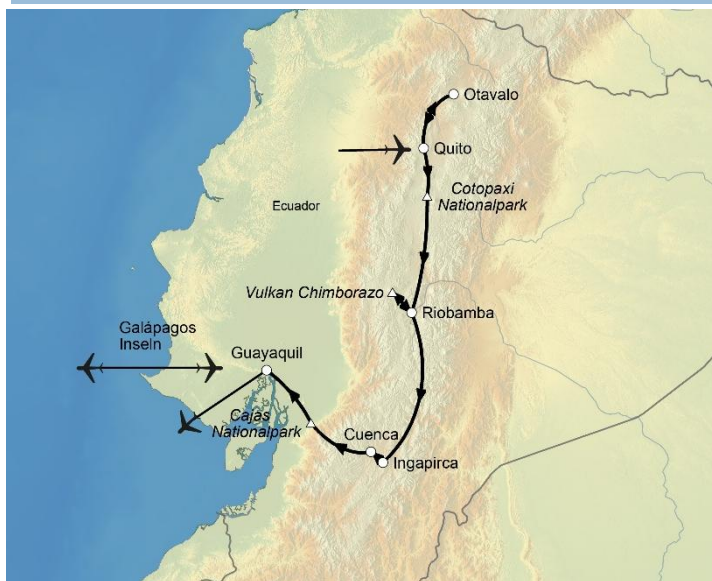 Otavalo
Quito
Cotopaxi
Nationalpark
Ecuador
Vulkan Chimborazo
Riobamba
Galápagos
Inseln
Guayaquil
Cajas
Nationalpark
Cuenca
Ingapirca